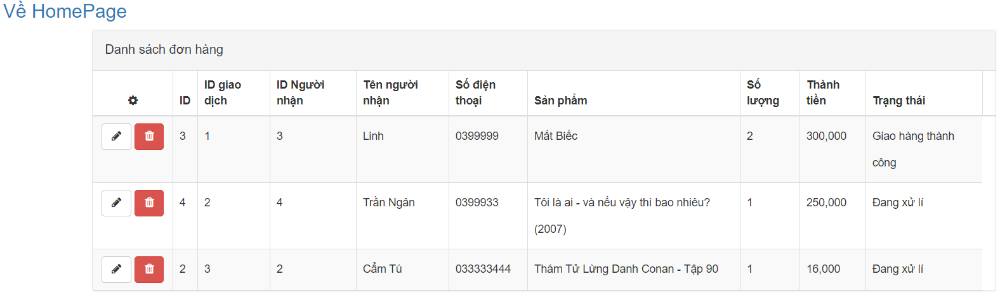 Về HomePage
Danh sách đơn hàng
ID
ID giao dịch
ID Người nhận
Tên người nhận
Số điện thoại
Sản phẩm
Số lượng
Thành tiền
Trạng thái
3 1 3 Linh 0399999 Mắt Biếc 2 300,000 Giao hàng thành
công
4 2 4 Trần Ngân 0399933 Tôi là ai - và nếu vậy thì bao nhiêu? 1 250,000 Đang xử lí
(2007)
2 3 2 Cẩm Tú 033333444 Thám Tử Lừng Danh Conan - Tập 90 1 16,000 Đang xử lí